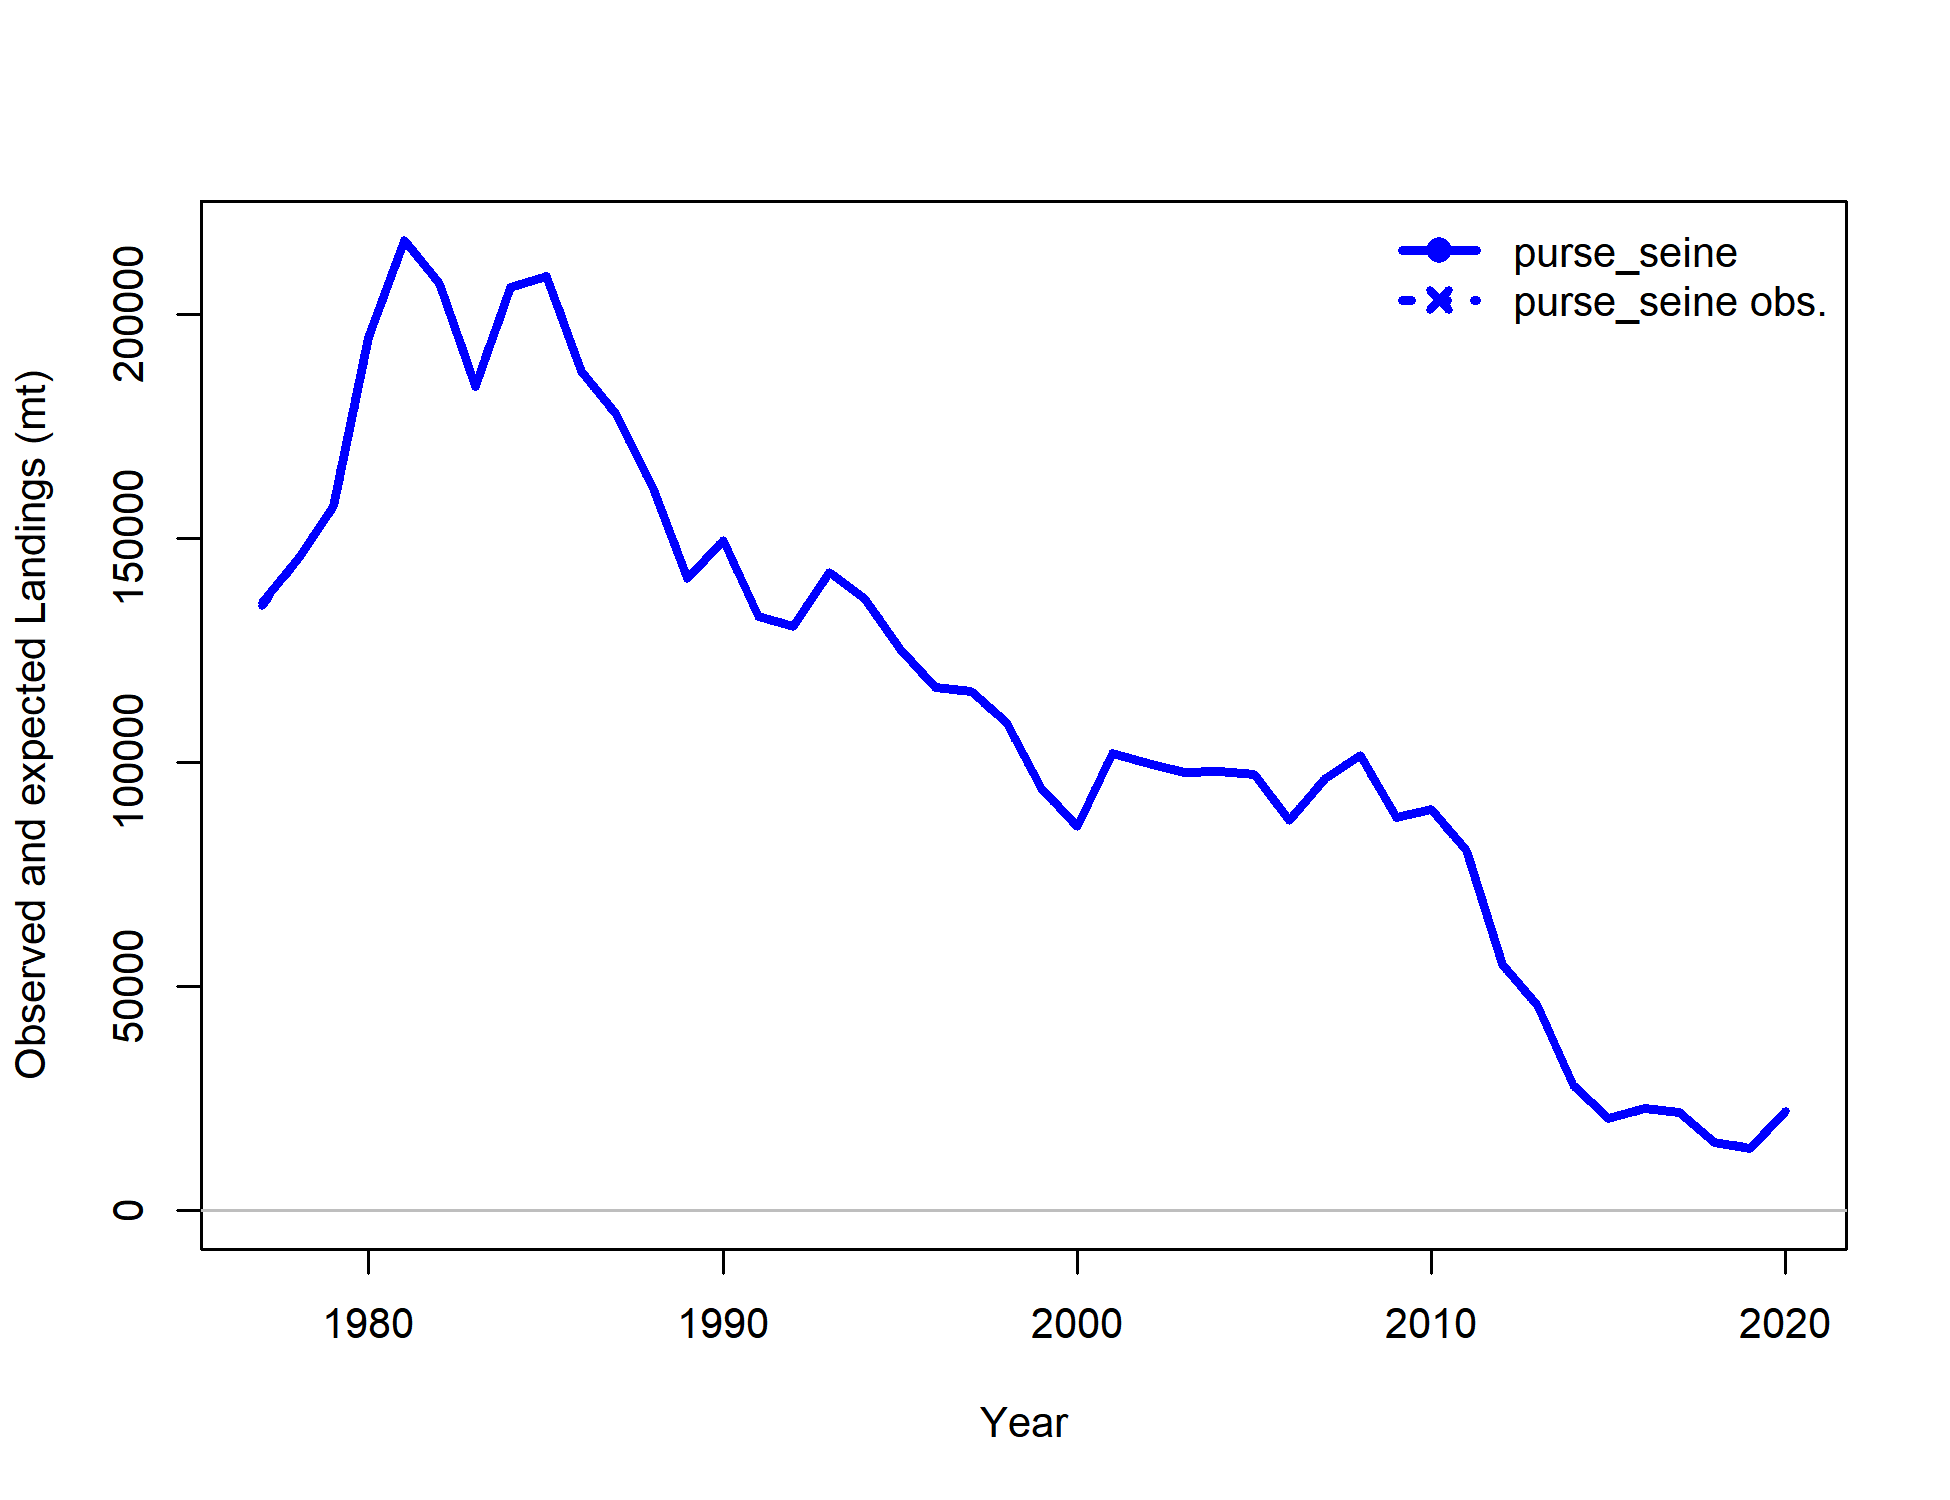 purse_seine
purse_seine obs.
Observed and expected Landings (mt)
200000
150000
100000
50000
0
1980 1990 2000 2010 2020
Year